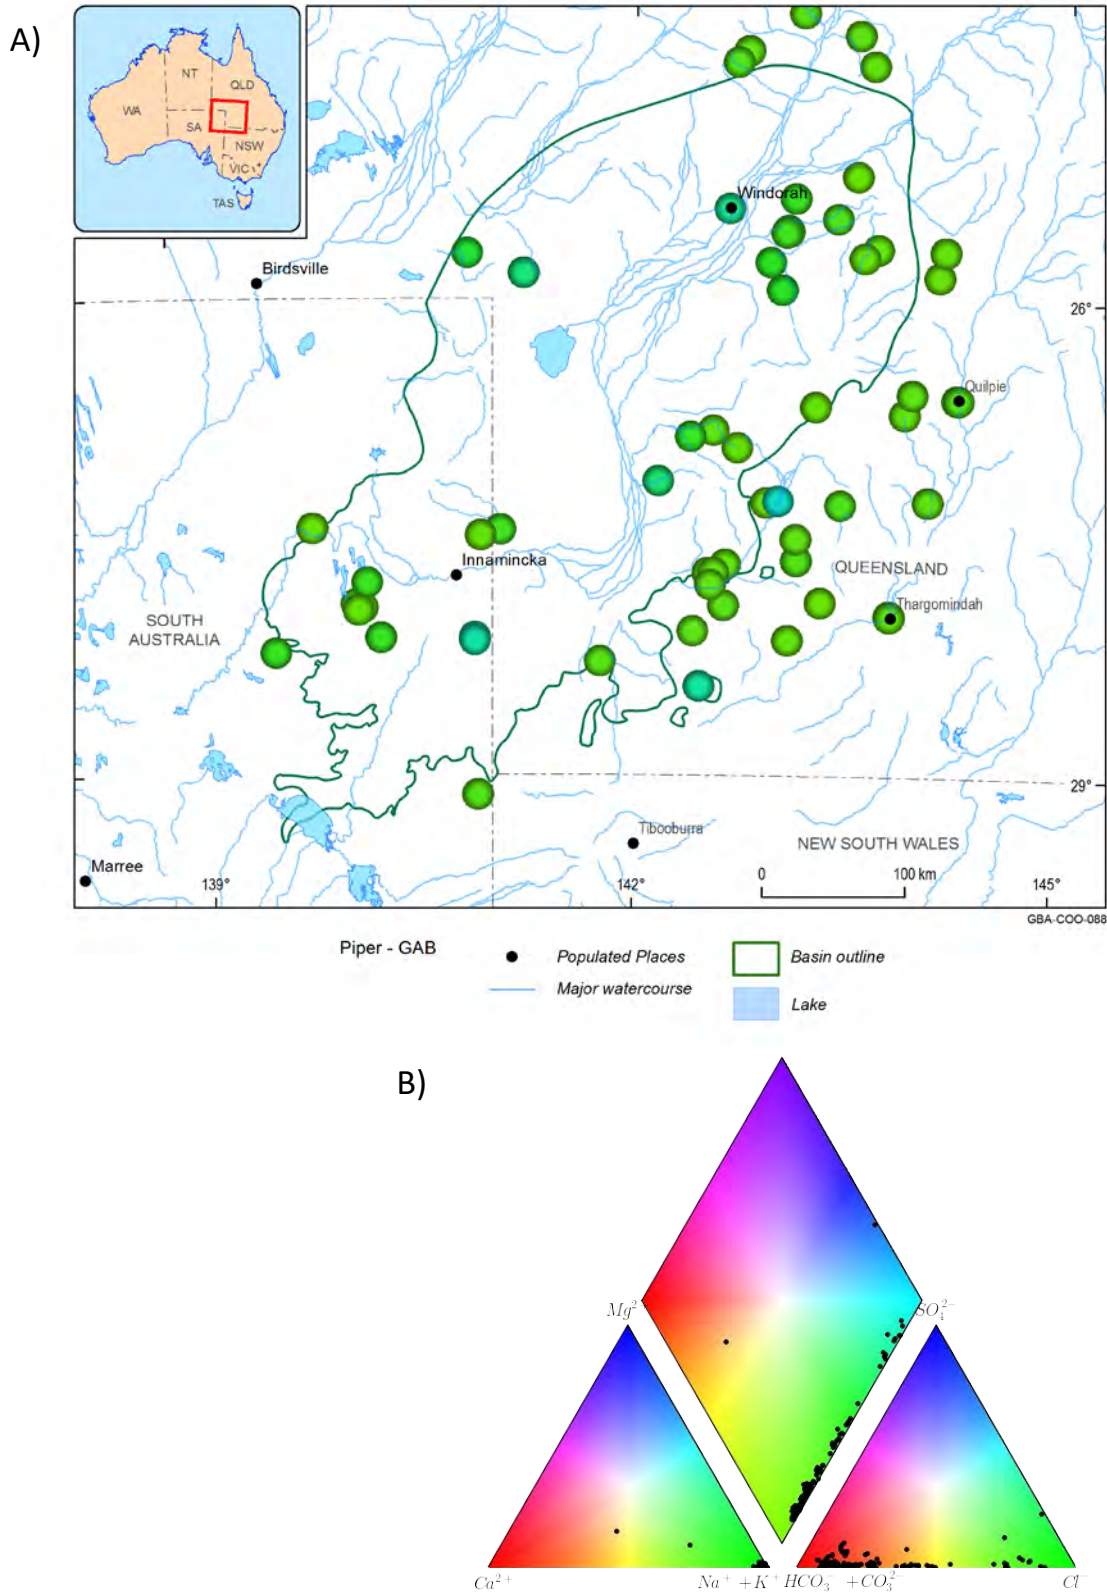 A)
NT
QLD
WA
SA
NSW
VIC
TAS
Windorah
Birdsville
26°
Quilpie
Innamincka
QUEENSLAND
SOUTH
AUSTRALIA
Thargomindah
29°
Tibooburra
NEW SOUTH WALES
Marree
139°
142°
0
100 km
145°
GBA-COO-088
Piper - GAB
Populated Places
Basin outline
Major watercourse
Lake
B)
Mg²
SO₄²⁻
Ca²⁺
Na⁺ + K⁺
HCO₃⁻ + CO₃²⁻
Cl⁻